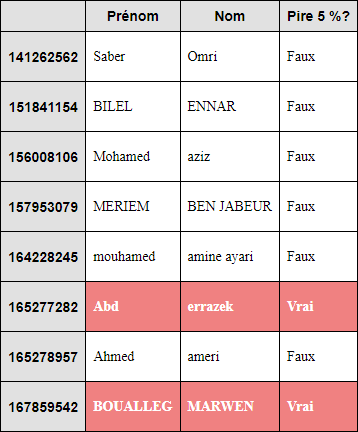 Prénom Nom Pire 5 %?
141262562 Saber Omri Faux
151841154 BILEL ENNAR Faux
156008106 Mohamed aziz Faux
157953079 MERIEM BEN JABEUR Faux
164228245 mouhamed amine ayari Faux
165277282 Abd errazek Vrai
165278957 Ahmed ameri Faux
167859542 BOUALLEG MARWEN Vrai